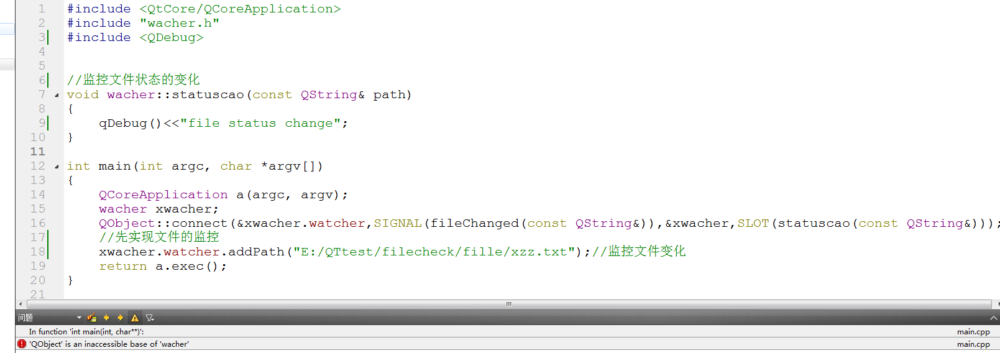 1 #include <QtCore/QCoreApplication>
2 #include "wacher.h"
3 #include <QDebug>
4
5
6 //监控文件状态的变化
7 void wacher::statuscao(const QString& path)
8 {
9 qDebug()<<"file status change";
10 }
11
12 int main(int argc, char *argv[])
13 {
14 QCoreApplication a(argc, argv);
15 wacher xwacher;
16 QObject::connect(&xwacher.watcher,SIGNAL(fileChanged(const QString&)),&xwacher,SLOT(statuscao(const QString&)));
17 //先实现文件的监控
18 xwacher.watcher.addPath("E:/QTtest/filecheck/fille/xzz.txt");//监控文件变化
19 return a.exec();
20 }
21
问题
In function 'int main(int, char**)': main.cpp
'QObject' is an inaccessible base of 'wacher' main.cpp